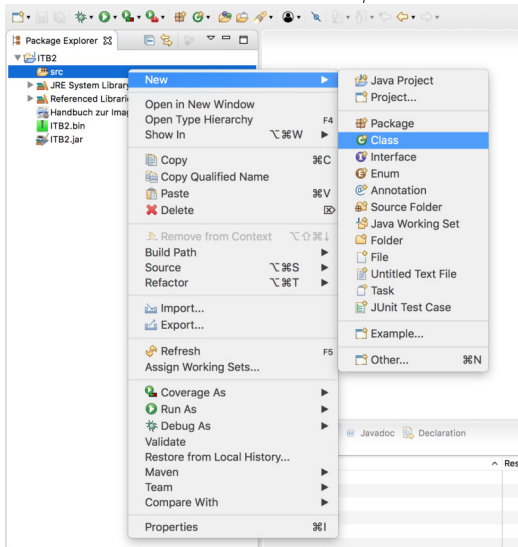 Package Explorer
ITB2
src
JRE System Library
Referenced Librari
Handbuch zur Imag
ITB2.bin
ITB2.jar
New
Open in New Window
Open Type Hierarchy F4
Show In ⌥⌘W
Copy ⌘C
Copy Qualified Name
Paste ⌘V
Delete ⌦
Remove from Context ⌥⇧⌘↓
Build Path
Source ⌥⌘S
Refactor ⌥⌘T
Import...
Export...
Refresh F5
Assign Working Sets...
Coverage As
Run As
Debug As
Validate
Restore from Local History...
Maven
Team
Compare With
Properties ⌘I
Java Project
Project...
Package
Class
Interface
Enum
Annotation
Source Folder
Java Working Set
Folder
File
Untitled Text File
Task
JUnit Test Case
Example...
Other... ⌘N
@ Javadoc Declaration
Res